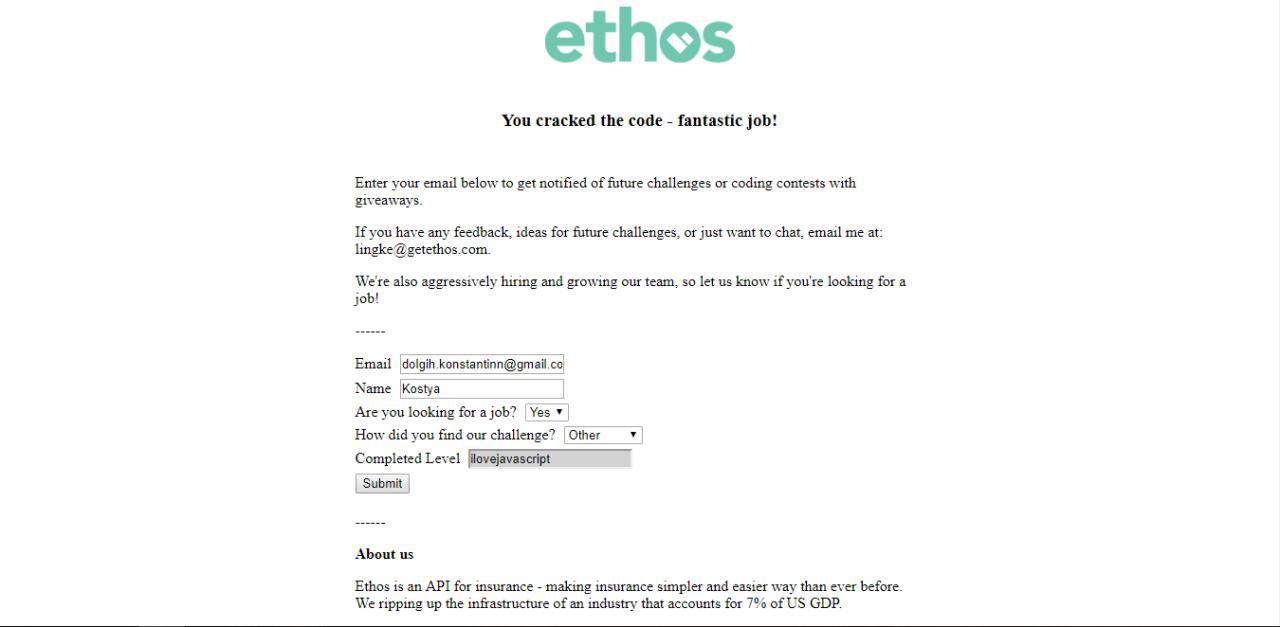 ethos
You cracked the code - fantastic job!
Enter your email below to get notified of future challenges or coding contests with
giveaways.
If you have any feedback, ideas for future challenges, or just want to chat, email me at:
lingke@getethos.com.
We're also aggressively hiring and growing our team, so let us know if you're looking for a
job!
------
Email dolgih.konstantinn@gmail.co
Name Kostya
Are you looking for a job? Yes
How did you find our challenge? Other
Completed Level ilovejavascript
Submit
------
About us
Ethos is an API for insurance - making insurance simpler and easier way than ever before.
We ripping up the infrastructure of an industry that accounts for 7% of US GDP.